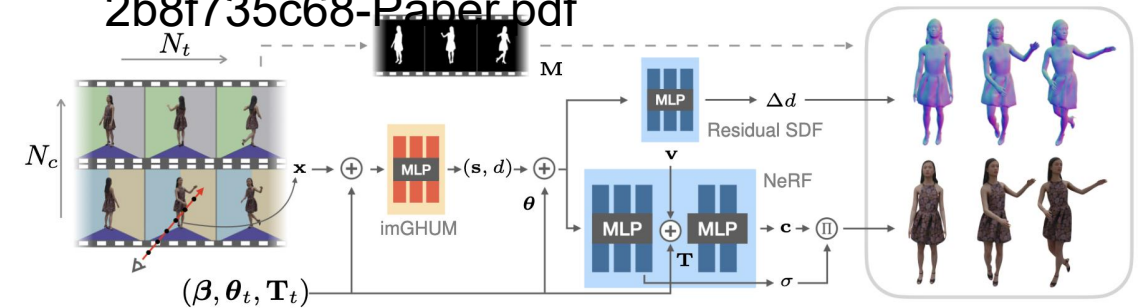 2b8f735c68-Paper.pdf
N_t
M
N_c
MLP
Δd
Residual SDF
x
+
MLP
(s, d)
+
v
NeRF
θ
imGHUM
MLP
+
MLP
c
Π
T
σ
(β, θ_t, T_t)